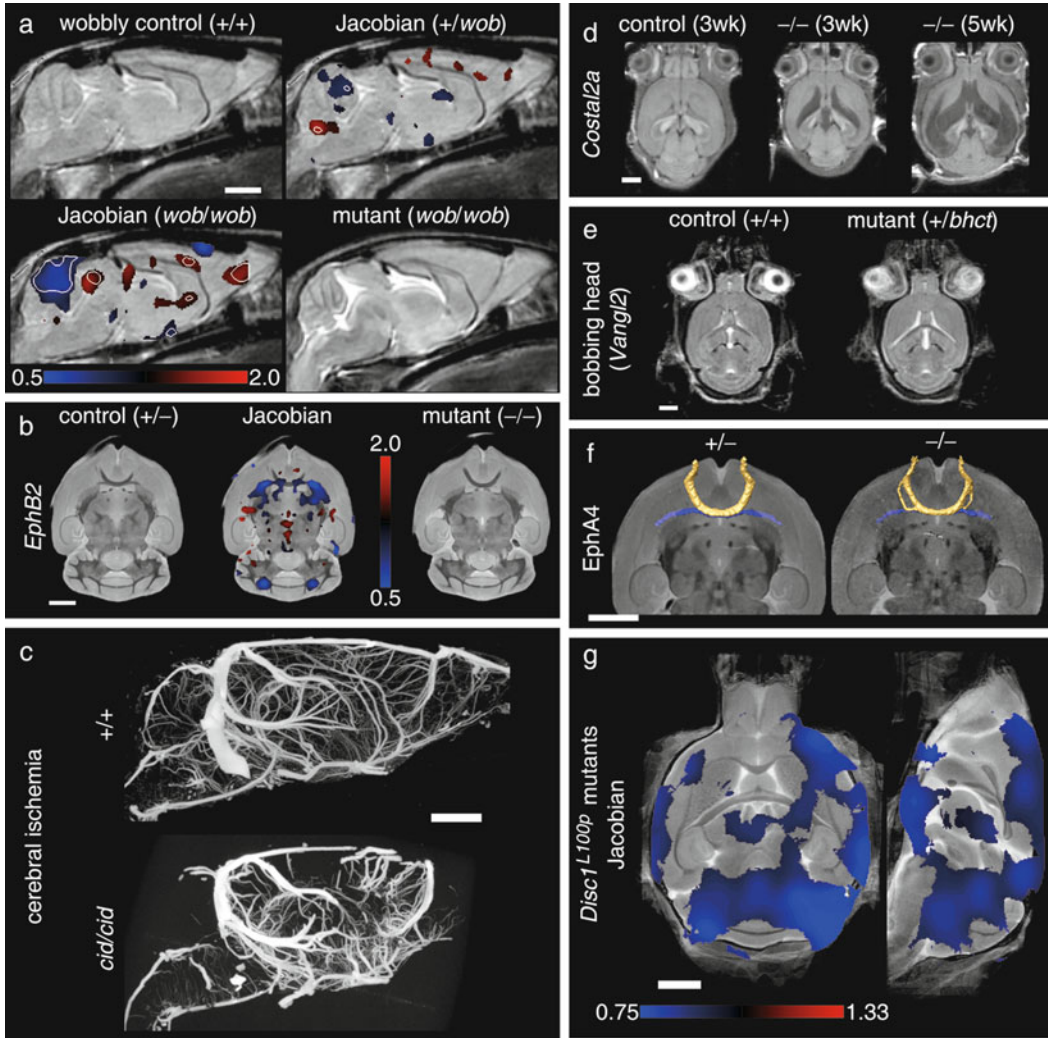 a
wobbly control (+/+)
Jacobian (+/wob)
Jacobian (wob/wob)
mutant (wob/wob)
0.5
2.0
b
control (+/−)
Jacobian
mutant (−/−)
EphB2
2.0
0.5
c
cerebral ischemia
+/+
cid/cid
d
control (3wk)
−/− (3wk)
−/− (5wk)
Costal2a
e
control (+/+)
mutant (+/bhct)
bobbing head
(Vangl2)
f
+/−
−/−
EphA4
g
Disc1 L100p mutants
Jacobian
0.75
1.33